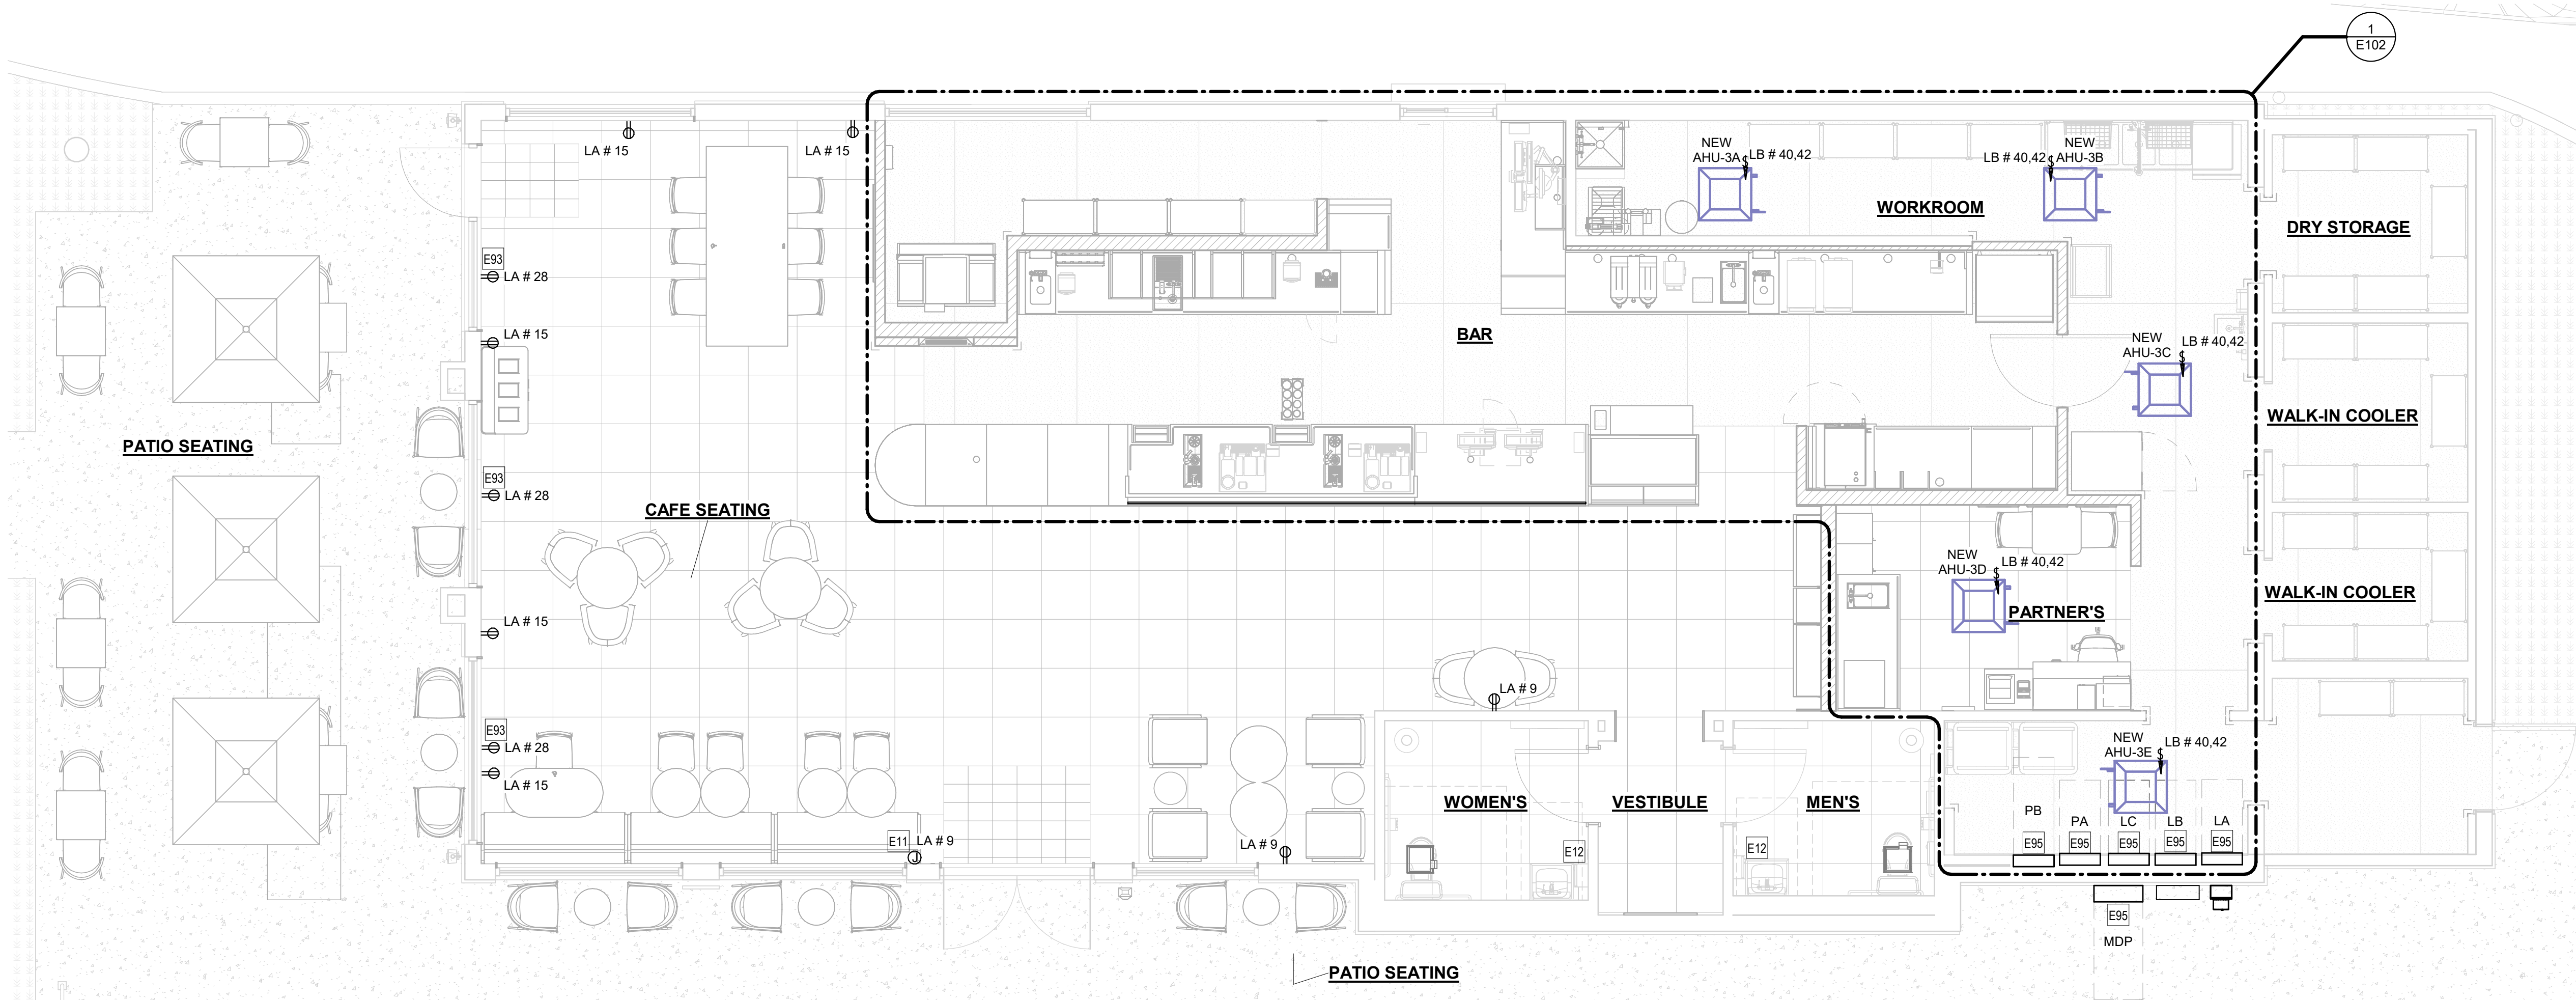 1
E102
LA # 15
LA # 15
NEW
AHU-3A
LB # 40,42
LB # 40,42
NEW
AHU-3B
WORKROOM
DRY STORAGE
E93
LA # 28
LA # 15
BAR
NEW
AHU-3C
LB # 40,42
PATIO SEATING
WALK-IN COOLER
E93
LA # 28
CAFE SEATING
NEW
AHU-3D
LB # 40,42
WALK-IN COOLER
PARTNER'S
LA # 15
LA # 9
E93
LA # 28
LA # 15
NEW
AHU-3E
LB # 40,42
WOMEN'S
VESTIBULE
MEN'S
PB
PA
LC
LB
LA
E11
LA # 9
J
LA # 9
E12
E12
E95
E95
E95
E95
E95
E95
MDP
PATIO SEATING